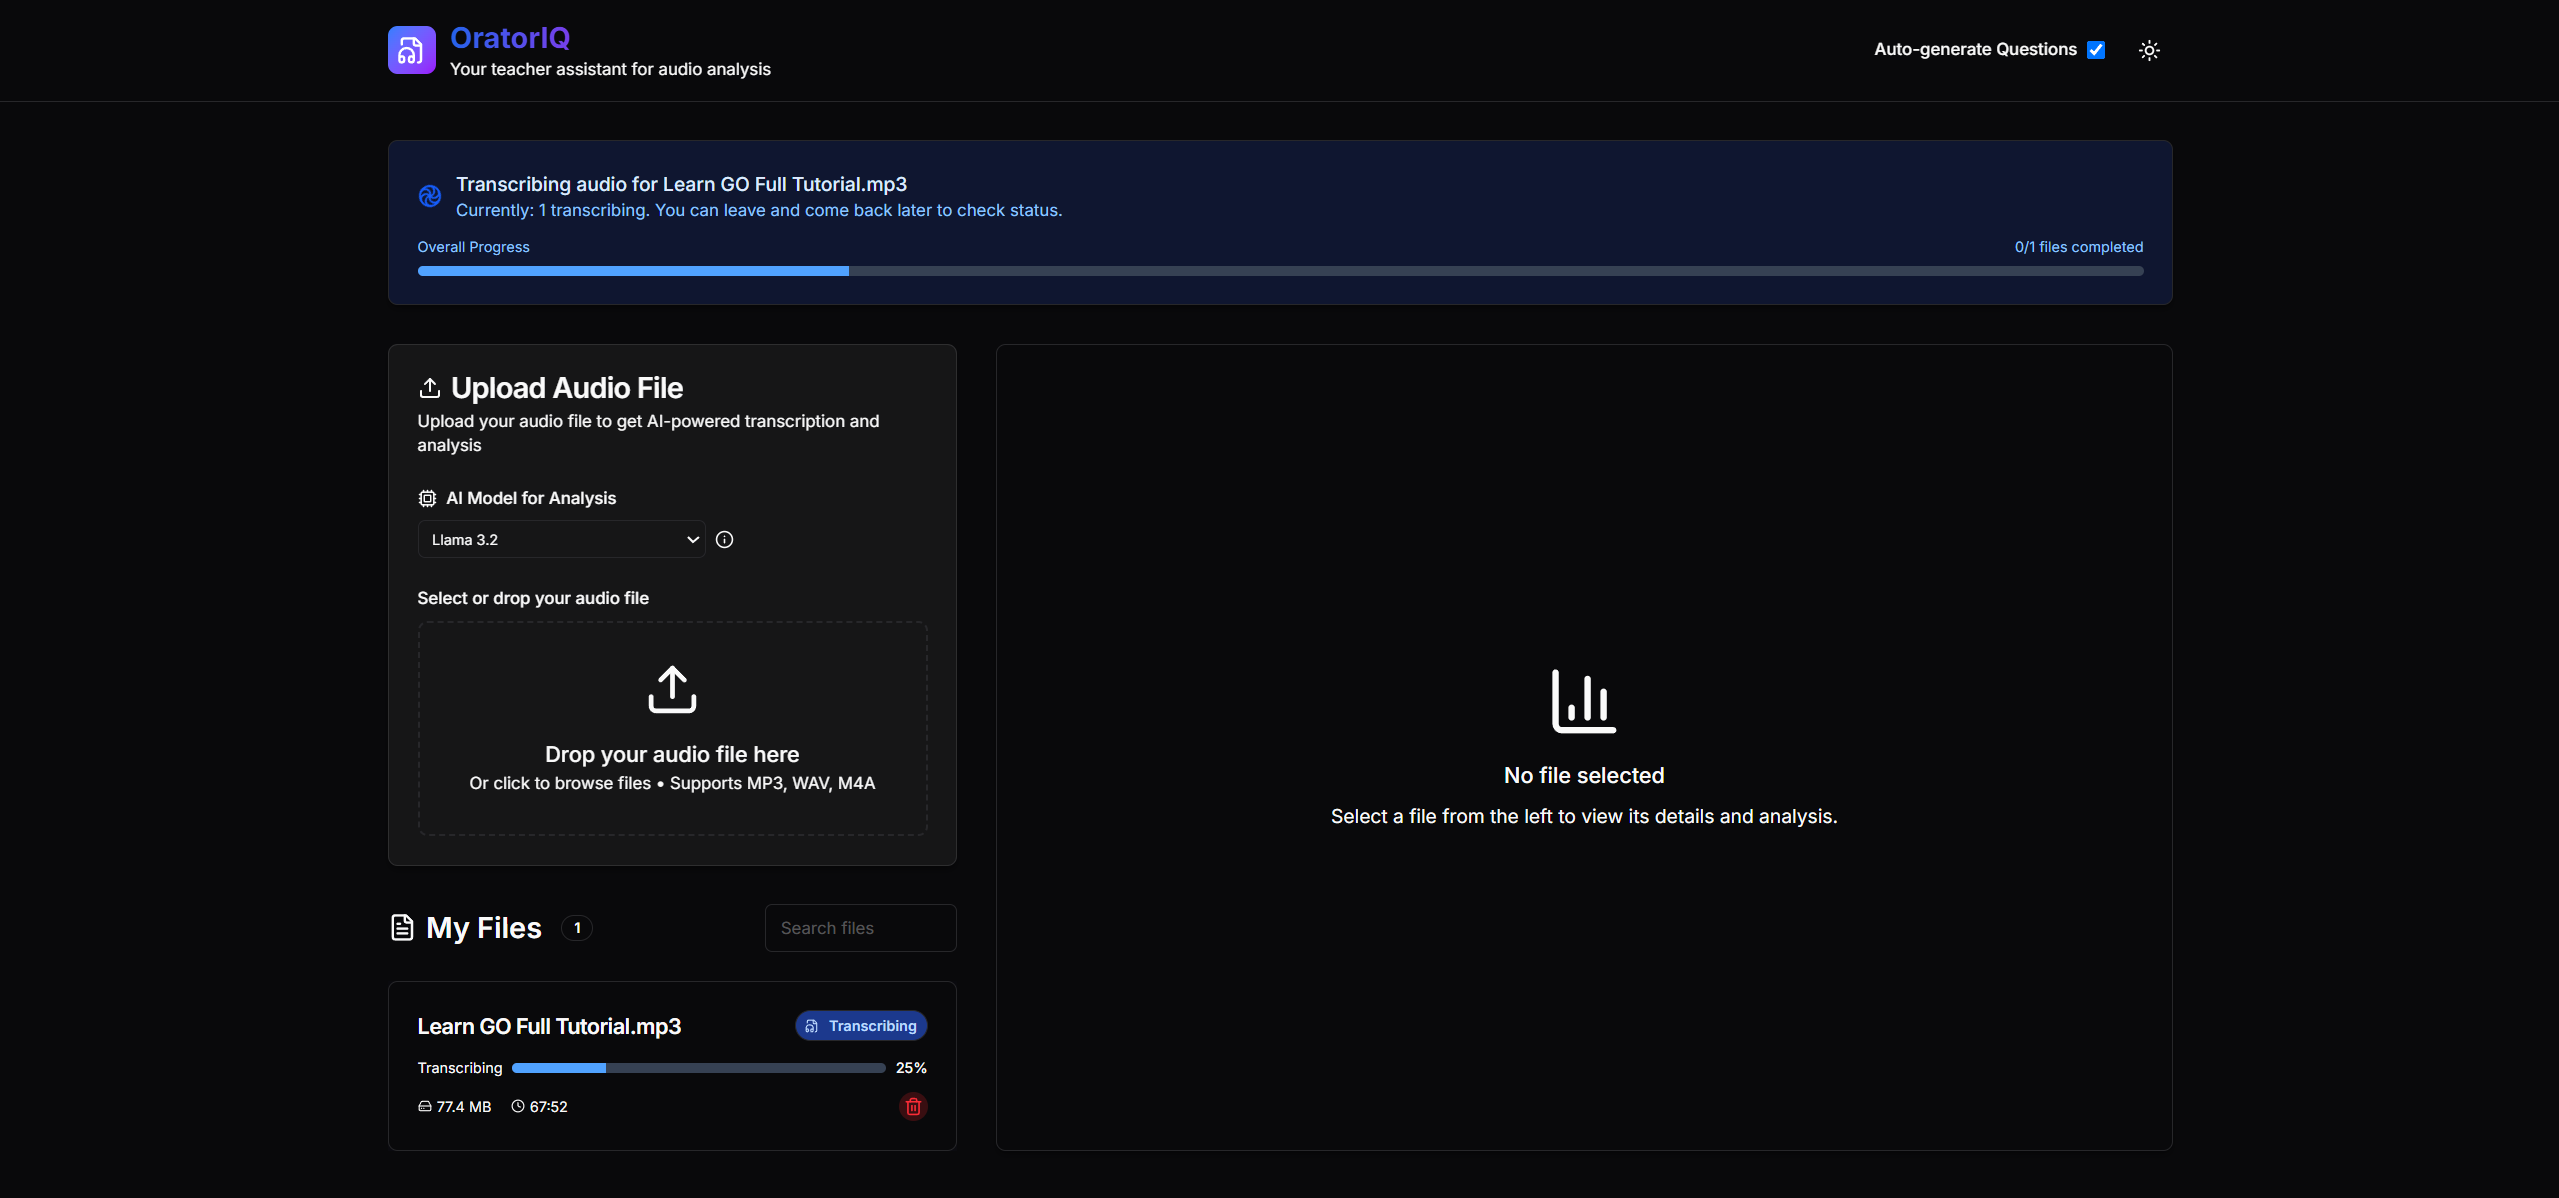 OratorIQ
Your teacher assistant for audio analysis
Auto-generate Questions
Transcribing audio for Learn GO Full Tutorial.mp3
Currently: 1 transcribing. You can leave and come back later to check status.
Overall Progress
0/1 files completed
Upload Audio File
Upload your audio file to get AI-powered transcription and
analysis
AI Model for Analysis
Llama 3.2
Select or drop your audio file
Drop your audio file here
Or click to browse files • Supports MP3, WAV, M4A
My Files
1
Search files
Learn GO Full Tutorial.mp3
Transcribing
Transcribing
25%
77.4 MB
67:52
No file selected
Select a file from the left to view its details and analysis.